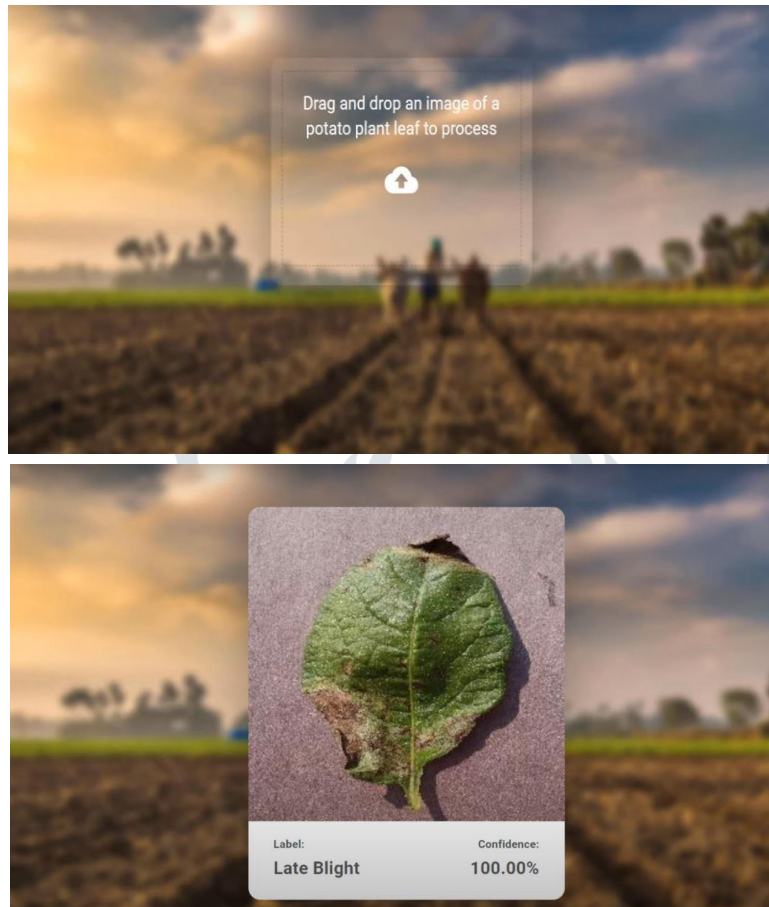 Drag and drop an image of a
potato plant leaf to process
Label:
Confidence:
Late Blight
100.00%